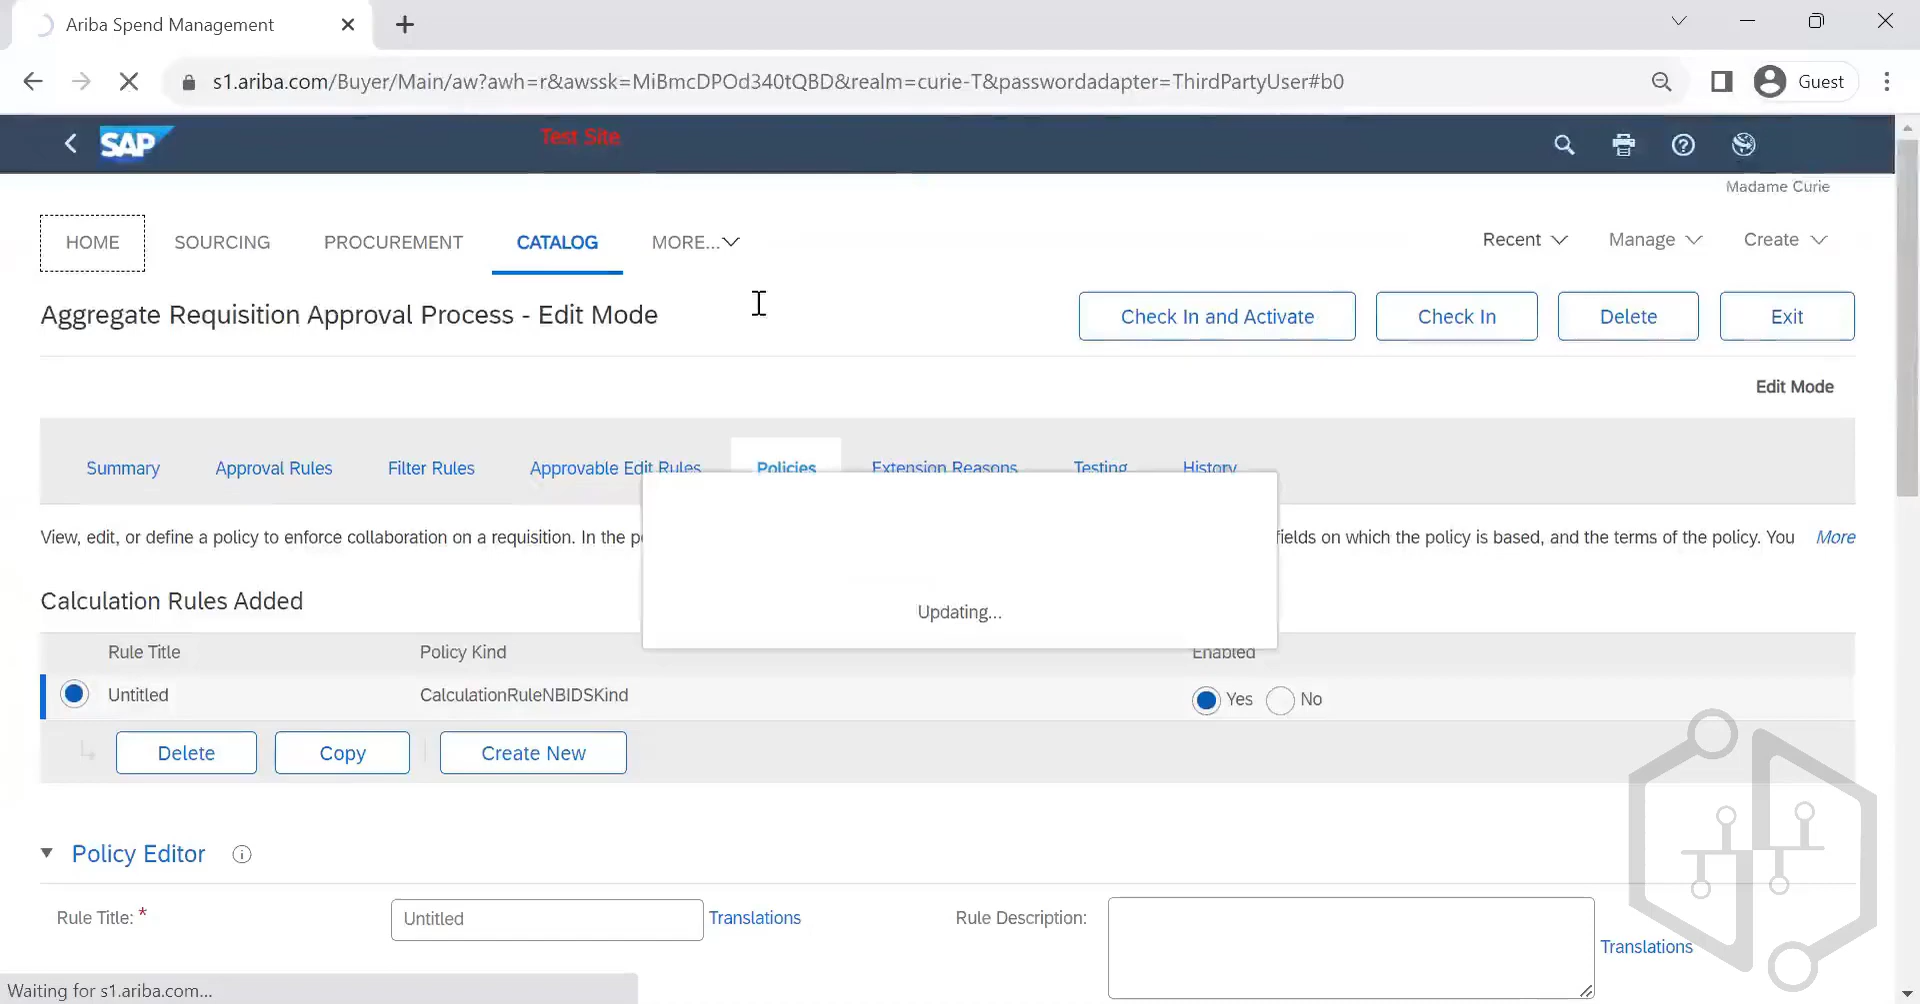 Ariba Spend Management
s1.ariba.com/Buyer/Main/aw?awh=r&awssk=MiBmcDPOd340tQBD&realm=curie-T&passwordadapter=ThirdPartyUser#b0
Guest
SAP
Test Site
Madame Curie
HOME SOURCING PROCUREMENT CATALOG MORE... Recent Manage Create
Aggregate Requisition Approval Process - Edit Mode Check In and Activate Check In Delete Exit
Edit Mode
Summary Approval Rules Filter Rules Approvable Edit Rules Policies Extension Reasons Testing History
View, edit, or define a policy to enforce collaboration on a requisition. In the fields on which the policy is based, and the terms of the policy. You More
Updating...
Calculation Rules Added
Rule Title Policy Kind Enabled
Untitled CalculationRuleNBIDSKind Yes No
Delete Copy Create New
Policy Editor
Rule Title: * Untitled Translations Rule Description: Translations
Waiting for s1.ariba.com...